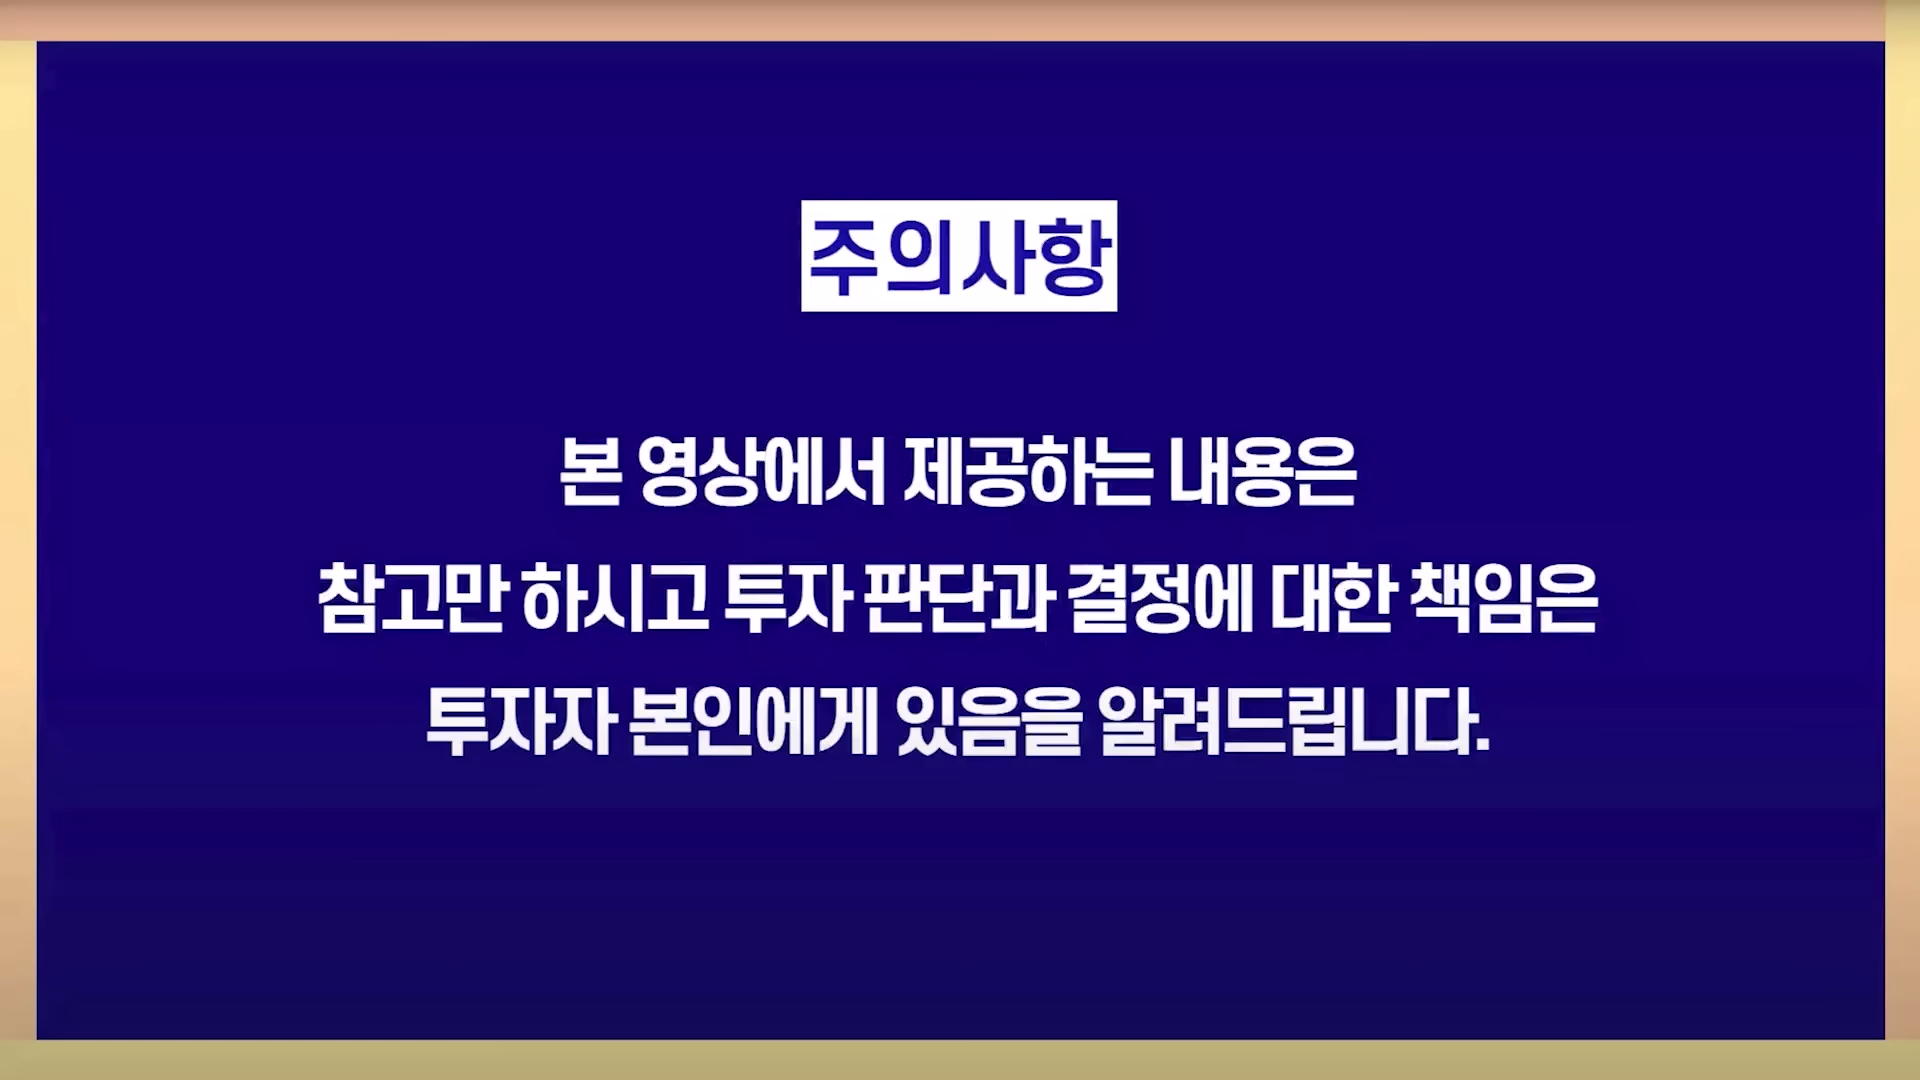 주의사항
본 영상에서 제공하는 내용은
참고만 하시고 투자 판단과 결정에 대한 책임은
투자자 본인에게 있음을 알려드립니다.